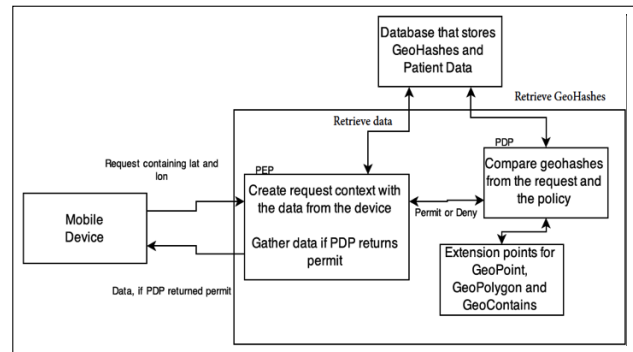 Database that stores
GeoHashes and
Patient Data
Retrieve GeoHashes
Retrieve data
Request containing lat and
lon
PEP
Create request context with
the data from the device
Gather data if PDP returns
permit
Permit or Deny
PDP
Compare geohashes
from the request and
the policy
Mobile
Device
Data, if PDP returned permit
Extension points for
GeoPoint,
GeoPolygon and
GeoContains